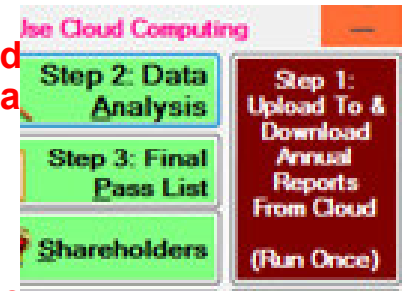 Use Cloud Computing
d
a
Step 2: Data
Analysis
Step 3: Final
Pass List
Shareholders
Step 1:
Upload To &
Download
Annual
Reports
From Cloud
(Run Once)